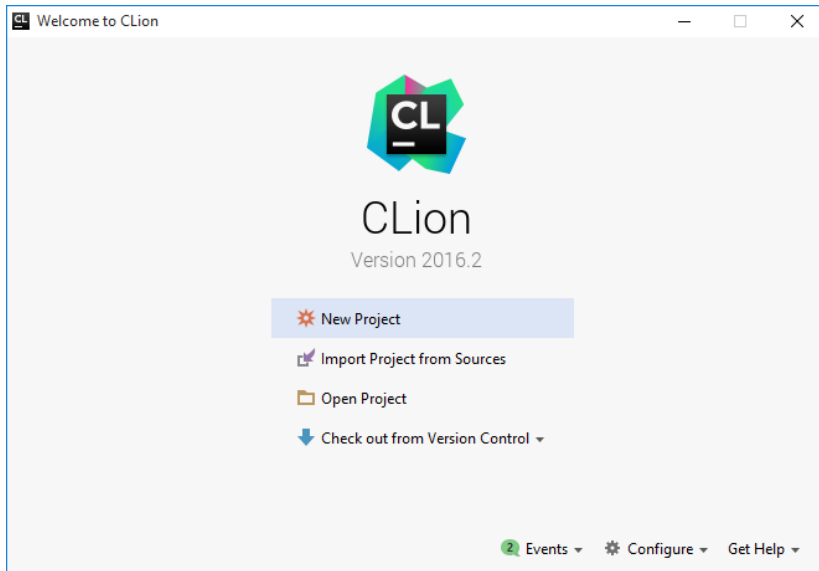 CL Welcome to CLion
CL
CLion
Version 2016.2
New Project
Import Project from Sources
Open Project
Check out from Version Control
2 Events Configure Get Help